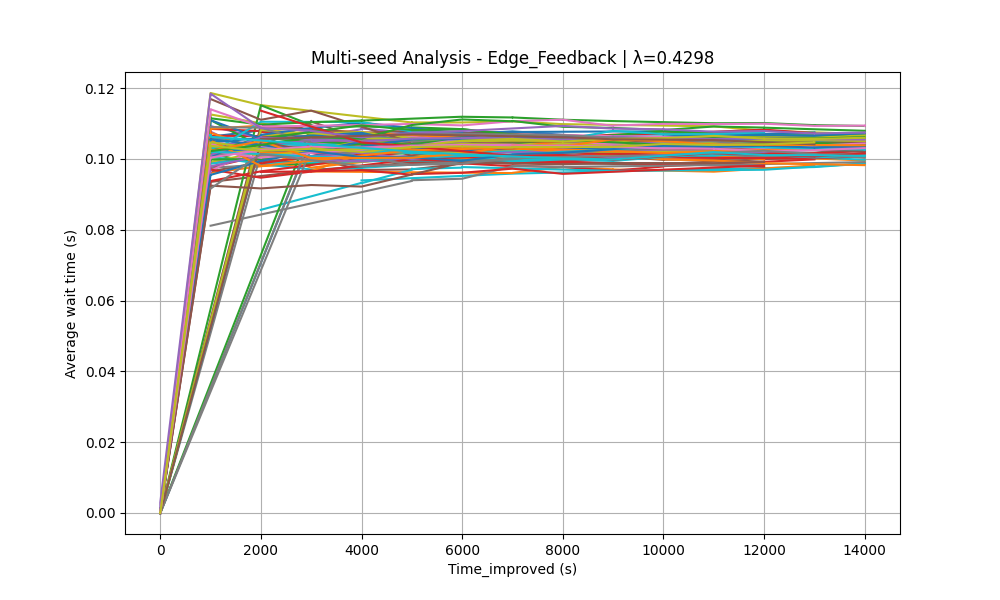 Multi-seed Analysis - Edge_Feedback | λ=0.4298
0.12
0.10
0.08
0.06
0.04
0.02
0.00
Average wait time (s)
0 2000 4000 6000 8000 10000 12000 14000
Time_improved (s)